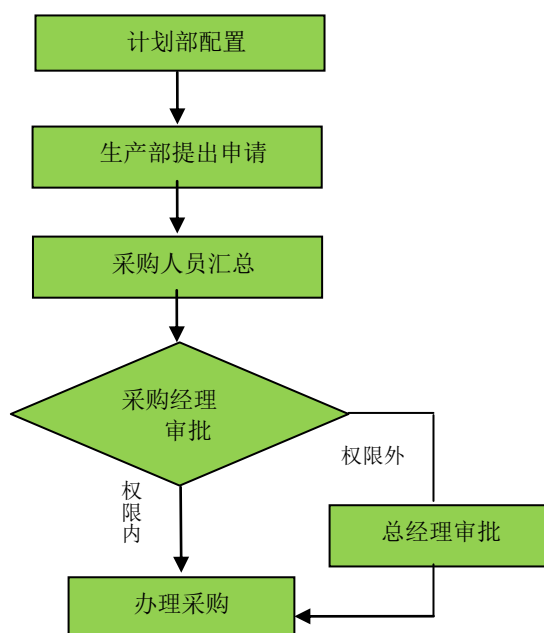 计划部配置
生产部提出申请
采购人员汇总
采购经理
审批
权限外
权限内
总经理审批
办理采购